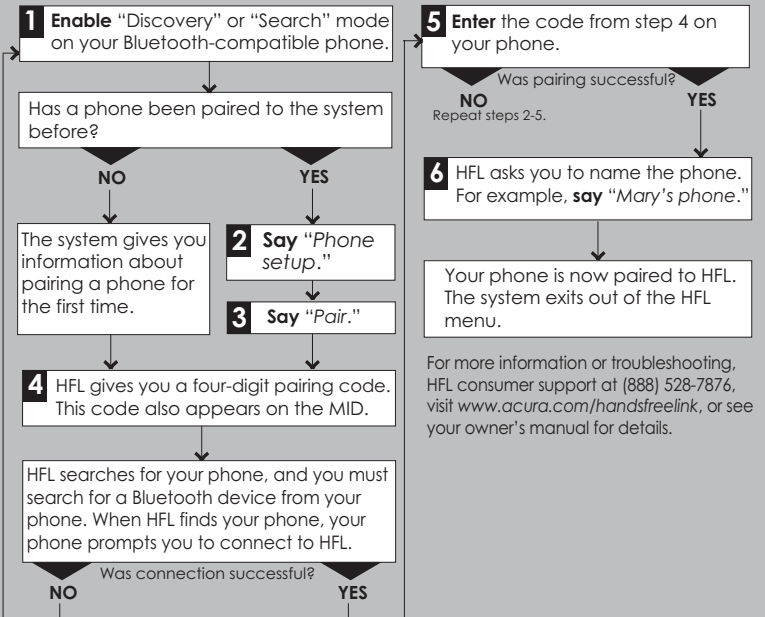 1 Enable “Discovery” or “Search” mode
on your Bluetooth-compatible phone.
Has a phone been paired to the system
before?
NO
YES
The system gives you
information about
pairing a phone for
the first time.
2 Say “Phone
setup.”
3 Say “Pair.”
4 HFL gives you a four-digit pairing code.
This code also appears on the MID.
HFL searches for your phone, and you must
search for a Bluetooth device from your
phone. When HFL finds your phone, your
phone prompts you to connect to HFL.
Was connection successful?
NO
YES
5 Enter the code from step 4 on
your phone.
Was pairing successful?
NO
Repeat steps 2-5.
YES
6 HFL asks you to name the phone.
For example, say “Mary’s phone.”
Your phone is now paired to HFL.
The system exits out of the HFL
menu.
For more information or troubleshooting,
HFL consumer support at (888) 528-7876,
visit www.acura.com/handsfreelink, or see
your owner’s manual for details.